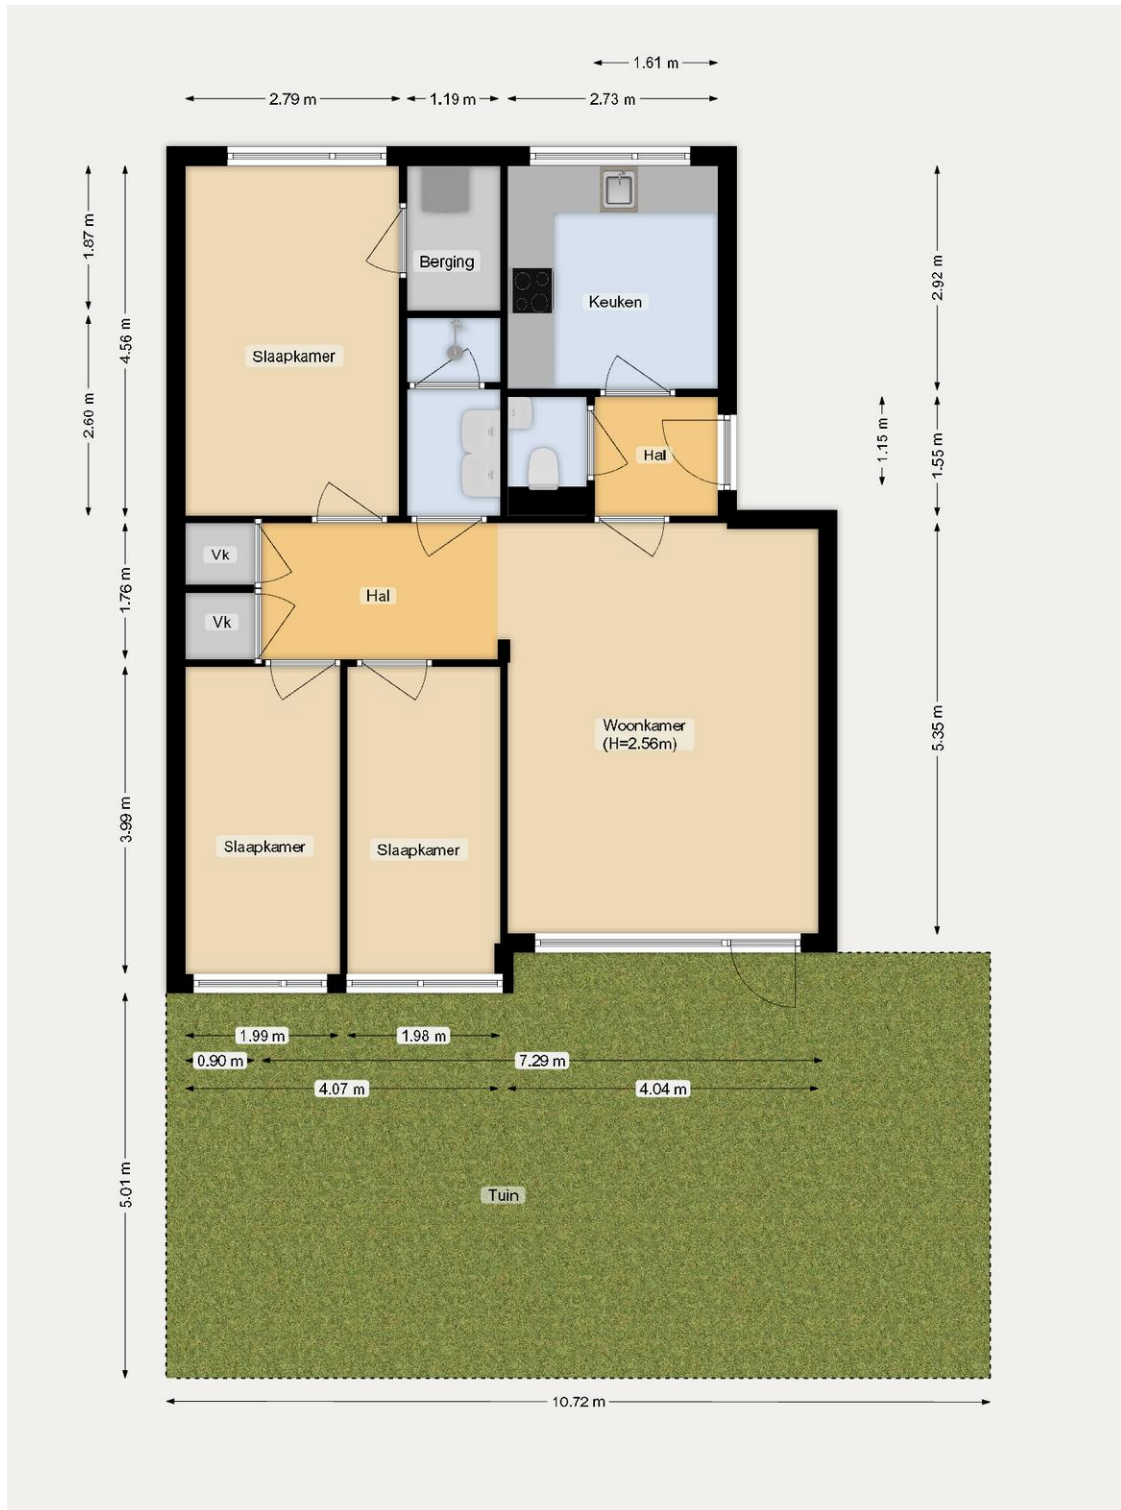 1.61 m
2.79 m
1.19 m
2.73 m
1.87 m
4.56 m
2.60 m
2.92 m
Berging
Keuken
Slaapkamer
1.15 m
1.55 m
Hal
Vk
Hal
Vk
1.76 m
Woonkamer
(H=2.56m)
5.35 m
3.99 m
Slaapkamer
Slaapkamer
1.99 m
1.98 m
0.90 m
7.29 m
4.07 m
4.04 m
5.01 m
Tuin
10.72 m